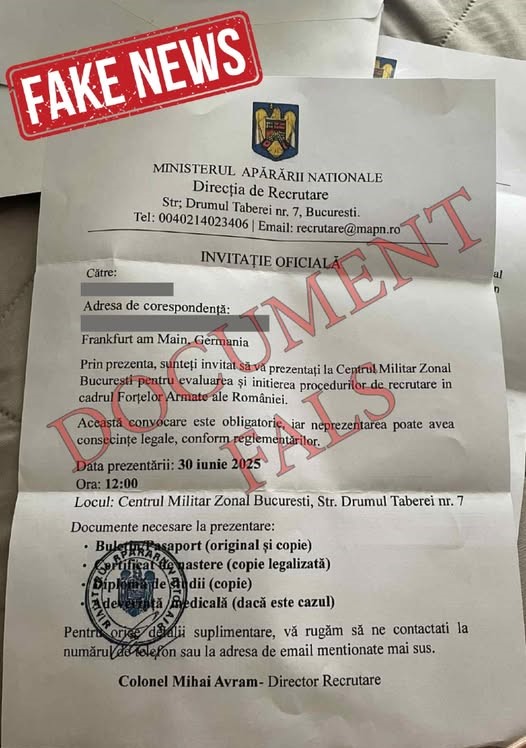 FAKE NEWS
MINISTERUL APĂRĂRII NATIONALE
Direcția de Recrutare
Str; Drumul Taberei nr. 7, Bucuresti.
Tel: 0040214023406 | Email: recrutare@mapn.ro
INVITAȚIE OFICIALĂ
Către:
Adresa de corespondență:
Frankfurt am Main, Germania
Prin prezenta, sunteți invitat să vă prezentați la Centrul Militar Zonal
Bucuresti pentru evaluarea și initierea procedurilor de recrutare in
cadrul Forțelor Armate ale României.
Această convocare este obligatorie, iar neprezentarea poate avea
consecințe legale, conform reglementărilor.
Data prezentării: 30 iunie 2025
Ora: 12:00
Locul: Centrul Militar Zonal Bucuresti, Str. Drumul Taberei nr. 7
Documente necesare la prezentare:
• Buletin/Pasaport (original și copie)
• Certificat de nastere (copie legalizată)
• Diplomă de studii (copie)
• Adeverință medicală (dacă este cazul)
Pentru orice detalii suplimentare, vă rugăm să ne contactati la
numărul de telefon sau la adresa de email mentionate mai sus.
Colonel Mihai Avram- Director Recrutare
DOCUMENT
FALS